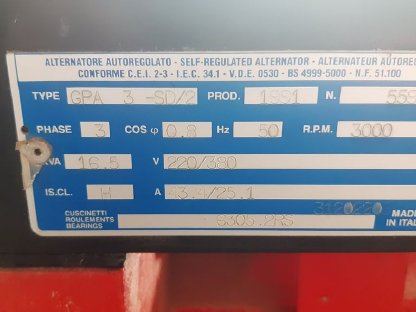 ALTERNATORE AUTOREGOLATO - SELF-REGULATED ALTERNATOR - ALTERNATEUR AUTOREG
CONFORME C.E.I. 2-3 - I.E.C. 34.1 - V.D.E. 0530 - BS 4999-5000 - N.F. 51.100
TYPE GPA 3 -SD/2 PROD. 1991 N. 559
PHASE 3 COS φ 0.8 Hz 50 R.P.M. 3000
VA 16.5 V 220/380
IS.CL. H A 43.4/25.1
CUSCINETTI
ROULEMENTS
BEARINGS
6305.2RS
MADE
IN ITAL